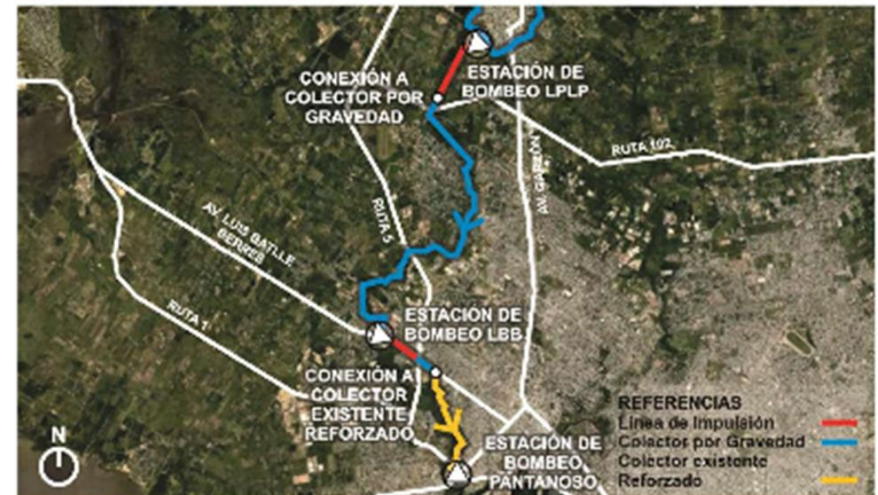 CONEXIÓN A
COLECTOR POR
GRAVEDAD
ESTACIÓN DE
BOMBEO LPLP
RUTA 102
AV. GARZÓN
RUTA 5
AV. LUIS BATLLE
BERRES
RUTA 1
ESTACIÓN DE
BOMBEO LBB
CONEXIÓN A
COLECTOR
EXISTENTE
REFORZADO
ESTACIÓN DE
BOMBEO
PANTANOSO
N
REFERENCIAS
Línea de Impulsión
Colector por Gravedad
Colector existente
Reforzado